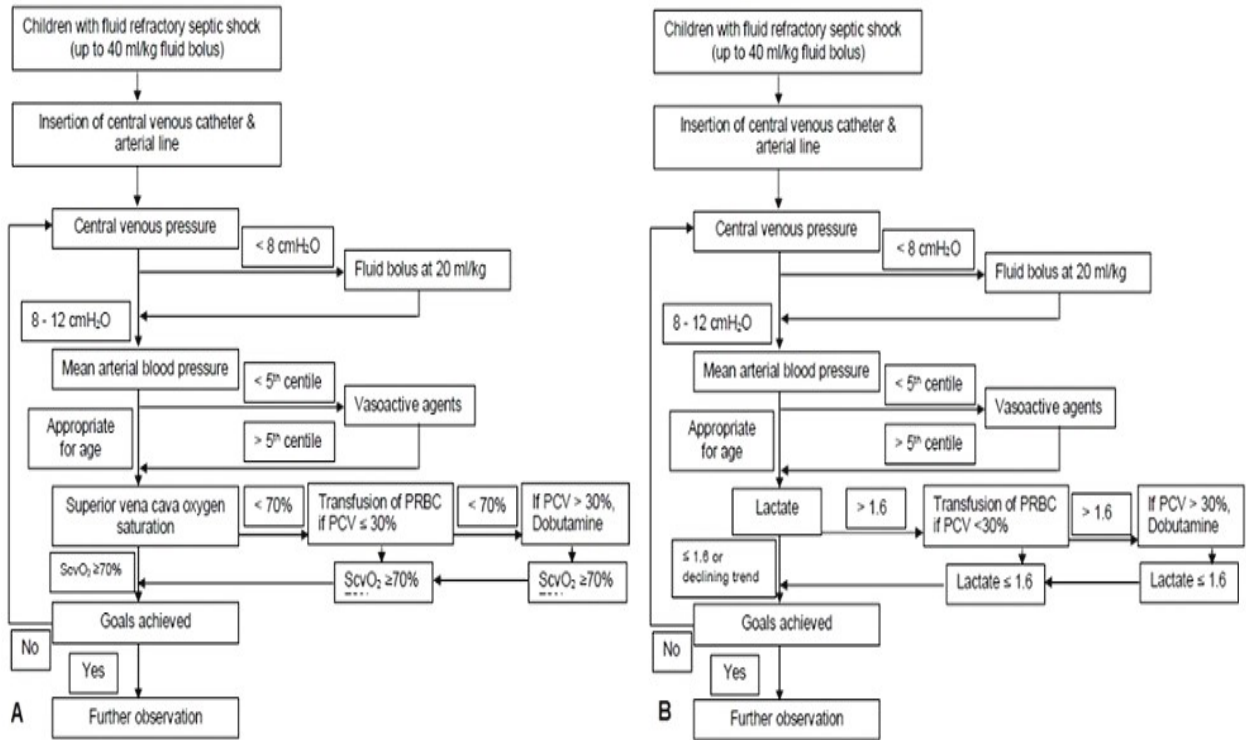 Children with fluid refractory septic shock
(up to 40 ml/kg fluid bolus)
Insertion of central venous catheter &
arterial line
Central venous pressure
< 8 cmH₂O
Fluid bolus at 20 ml/kg
8 - 12 cmH₂O
Mean arterial blood pressure
< 5ᵗʰ centile
Vasoactive agents
Appropriate
for age
> 5ᵗʰ centile
Superior vena cava oxygen
saturation
< 70%
Transfusion of PRBC
if PCV ≤ 30%
< 70%
If PCV > 30%,
Dobutamine
ScvO₂ ≥70%
ScvO₂ ≥70%
ScvO₂ ≥70%
Goals achieved
No
Yes
Further observation
A
Children with fluid refractory septic shock
(up to 40 ml/kg fluid bolus)
Insertion of central venous catheter &
arterial line
Central venous pressure
< 8 cmH₂O
Fluid bolus at 20 ml/kg
8 - 12 cmH₂O
Mean arterial blood pressure
< 5ᵗʰ centile
Vasoactive agents
Appropriate
for age
> 5ᵗʰ centile
Lactate
> 1.6
Transfusion of PRBC
if PCV <30%
> 1.6
If PCV > 30%,
Dobutamine
≤ 1.6 or
declining trend
Lactate ≤ 1.6
Lactate ≤ 1.6
Goals achieved
No
Yes
Further observation
B